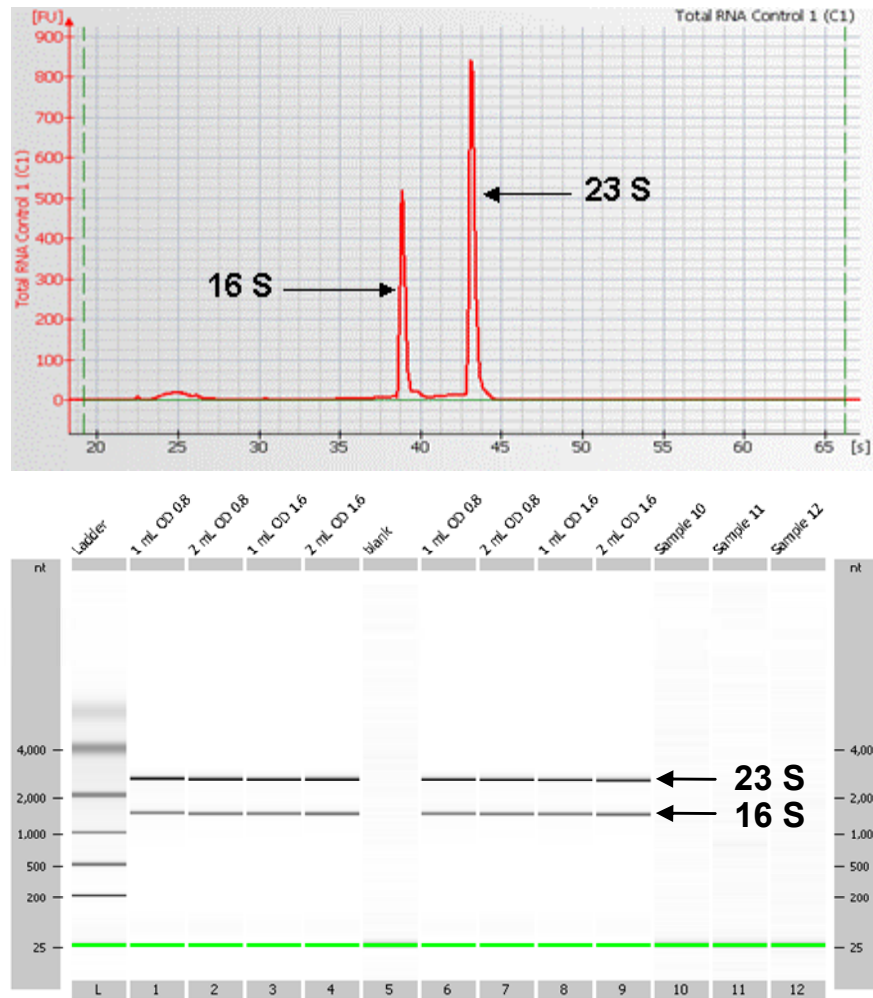 [FU]
Total RNA Control 1 (C1)
900
800
700
600
500
400
300
200
100
0
Total RNA Control 1 (C1)
23 S
16 S
20 25 30 35 40 45 50 55 60 65 [s]
Ladder 1 mL OD 0.8 2 mL OD 0.8 1 mL OD 1.6 2 mL OD 1.6 blank 1 mL OD 0.8 2 mL OD 0.8 1 mL OD 1.6 2 mL OD 1.6 Sample 10 Sample 11 Sample 12
nt nt
4,000 4,00
23 S
2,000 2,00
16 S
1,000 1,00
500 500
200 200
25 25
L 1 2 3 4 5 6 7 8 9 10 11 12